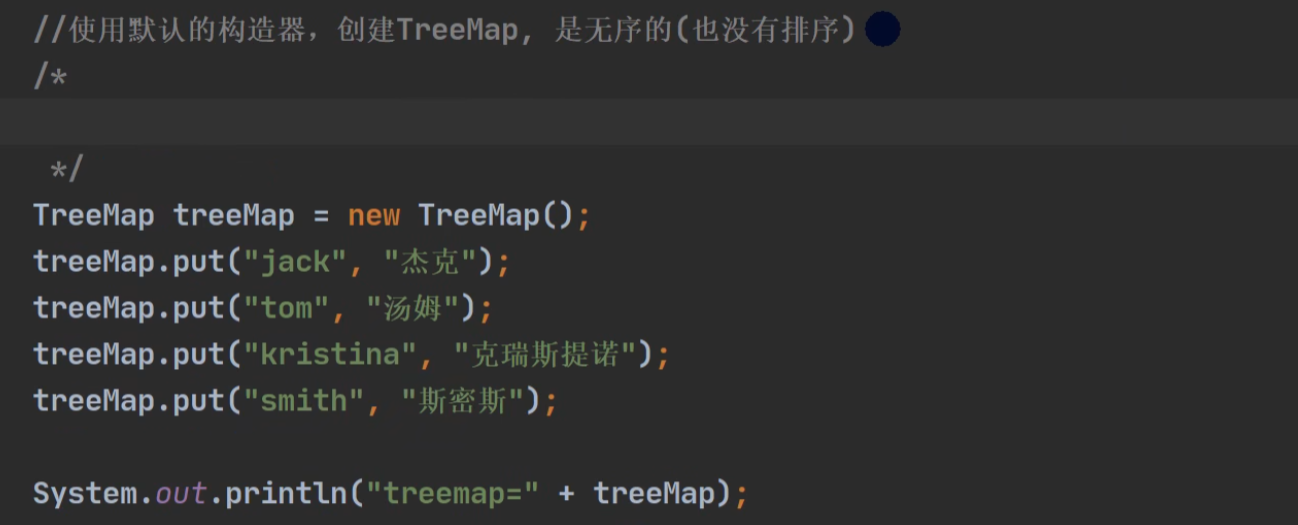 //使用默认的构造器，创建TreeMap, 是无序的(也没有排序)
/*
*/
TreeMap treeMap = new TreeMap();
treeMap.put("jack", "杰克");
treeMap.put("tom", "汤姆");
treeMap.put("kristina", "克瑞斯提诺");
treeMap.put("smith", "斯密斯");
System.out.println("treemap=" + treeMap);